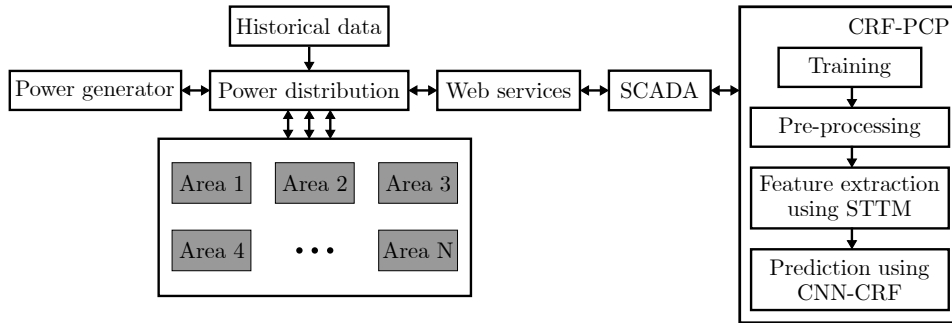 Historical data
CRF-PCP
Training
Power generator
Power distribution
Web services
SCADA
Pre-processing
Area 1
Area 2
Area 3
Feature extraction
using STTM
Area 4
• • •
Area N
Prediction using
CNN-CRF